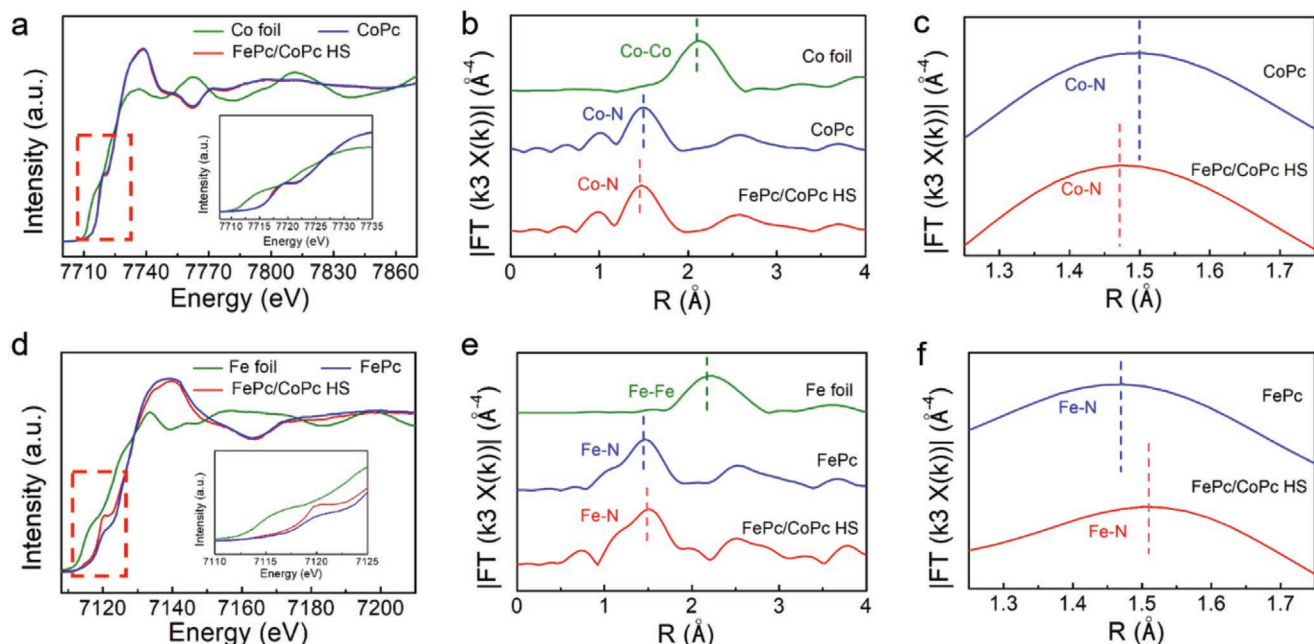 a
Co foil
CoPc
FePc/CoPc HS
Intensity (a.u.)
Intensity (a.u.)
7710 7715 7720 7725 7730 7735
Energy (eV)
7710 7740 7770 7800 7830 7860
Energy (eV)
b
|FT (k3 X(k))| (Å⁻⁴)
Co-Co
Co foil
Co-N
CoPc
Co-N
FePc/CoPc HS
0 1 2 3 4
R (Å)
c
|FT (k3 X(k))| (Å⁻⁴)
Co-N
CoPc
Co-N
FePc/CoPc HS
1.3 1.4 1.5 1.6 1.7
R (Å)
d
Fe foil
FePc
FePc/CoPc HS
Intensity (a.u.)
Intensity (a.u.)
7110 7115 7120 7125
Energy (eV)
7120 7140 7160 7180 7200
Energy (eV)
e
|FT (k3 X(k))| (Å⁻⁴)
Fe-Fe
Fe foil
Fe-N
FePc
Fe-N
FePc/CoPc HS
0 1 2 3 4
R (Å)
f
|FT (k3 X(k))| (Å⁻⁴)
Fe-N
FePc
Fe-N
FePc/CoPc HS
1.3 1.4 1.5 1.6 1.7
R (Å)